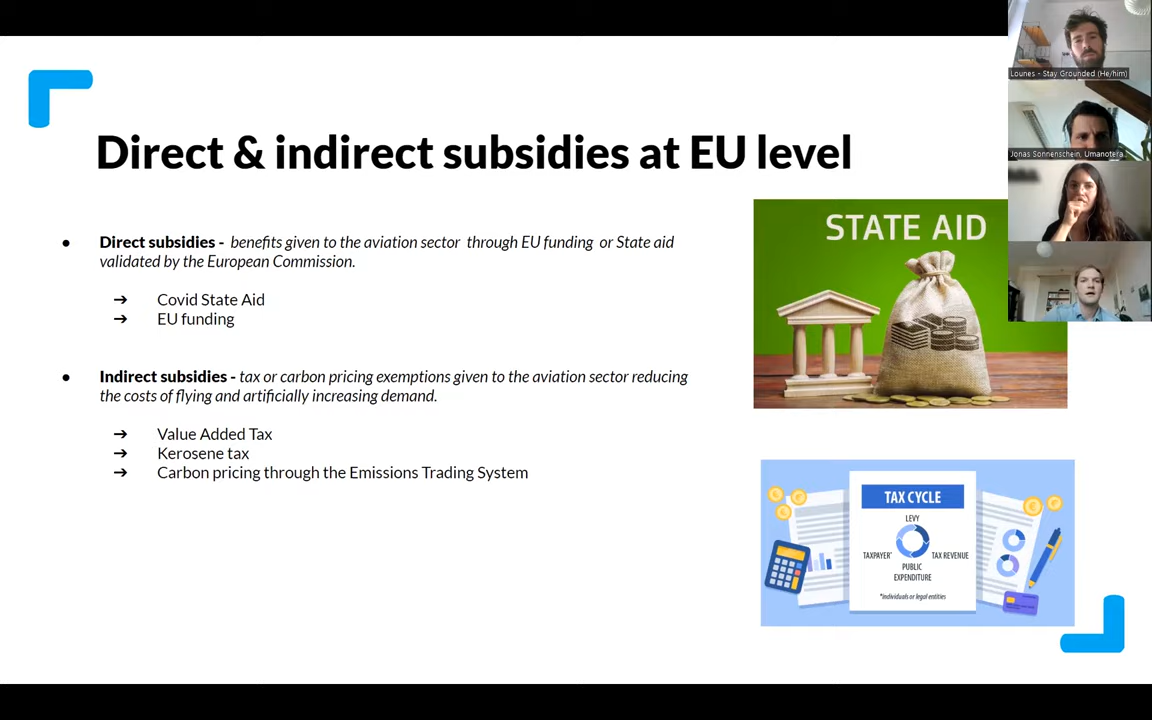 Direct & indirect subsidies at EU level
● Direct subsidies - benefits given to the aviation sector through EU funding or State aid
validated by the European Commission.
➔ Covid State Aid
➔ EU funding
● Indirect subsidies - tax or carbon pricing exemptions given to the aviation sector reducing
the costs of flying and artificially increasing demand.
➔ Value Added Tax
➔ Kerosene tax
➔ Carbon pricing through the Emissions Trading System
STATE AID
TAX CYCLE
LEVY
TAXPAYER*
TAX REVENUE
PUBLIC
EXPENDITURE
*Individuals or legal entities
Lounes - Stay Grounded (He/him)
Jonas Sonnenschein, Umanotera...